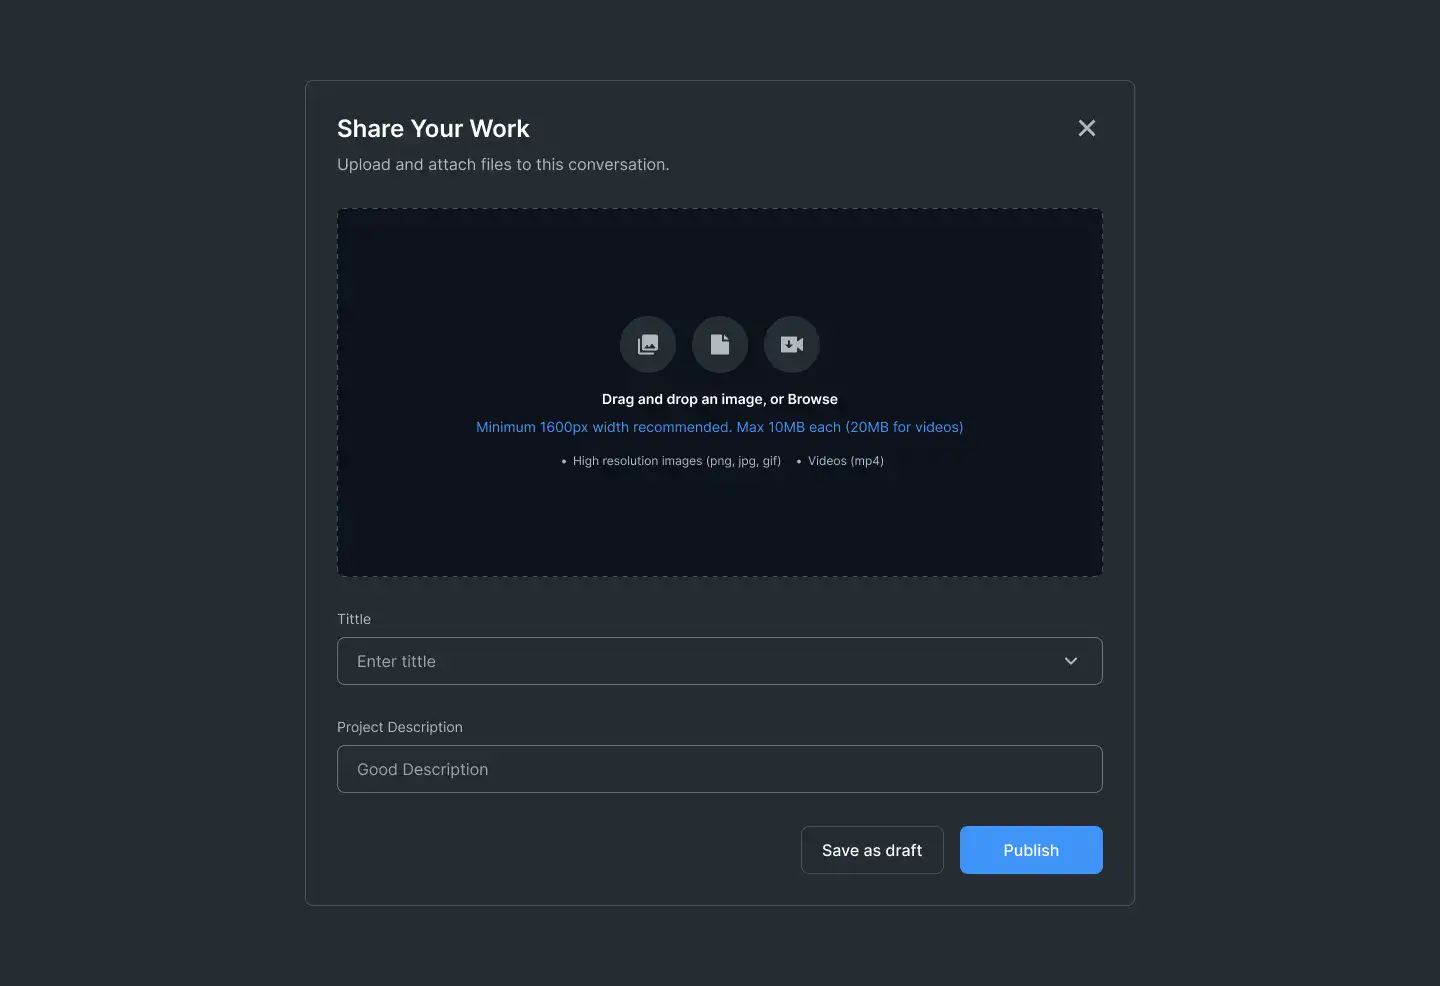 Share Your Work
Upload and attach files to this conversation.
Drag and drop an image, or Browse
Minimum 1600px width recommended. Max 10MB each (20MB for videos)
• High resolution images (png, jpg, gif) • Videos (mp4)
Tittle
Enter tittle
Project Description
Good Description
Save as draft Publish